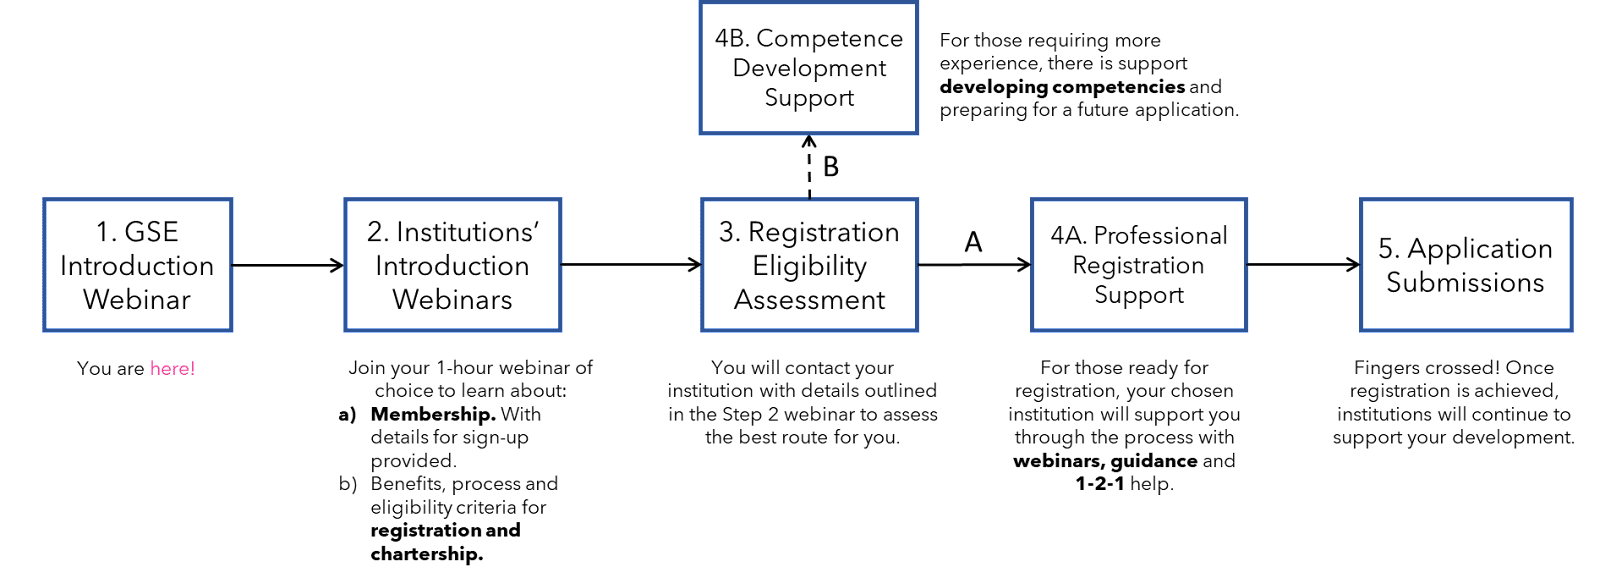 4B. Competence
Development
Support
For those requiring more
experience, there is support
developing competencies and
preparing for a future application.
B
1. GSE
Introduction
Webinar
2. Institutions’
Introduction
Webinars
3. Registration
Eligibility
Assessment
A
4A. Professional
Registration
Support
5. Application
Submissions
You are here!
Join your 1-hour webinar of
choice to learn about:
a) Membership. With
details for sign-up
provided.
b) Benefits, process and
eligibility criteria for
registration and
chartership.
You will contact your
institution with details outlined
in the Step 2 webinar to assess
the best route for you.
For those ready for
registration, your chosen
institution will support you
through the process with
webinars, guidance and
1-2-1 help.
Fingers crossed! Once
registration is achieved,
institutions will continue to
support your development.